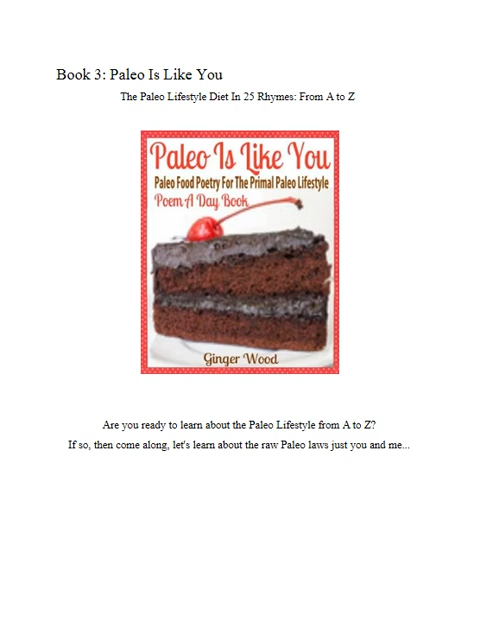 Book 3: Paleo Is Like You
The Paleo Lifestyle Diet In 25 Rhymes: From A to Z
Paleo Is Like You
Paleo Food Poetry For The Primal Paleo Lifestyle
Poem A Day Book
Ginger Wood
Are you ready to learn about the Paleo Lifestyle from A to Z?
If so, then come along, let's learn about the raw Paleo laws just you and me...